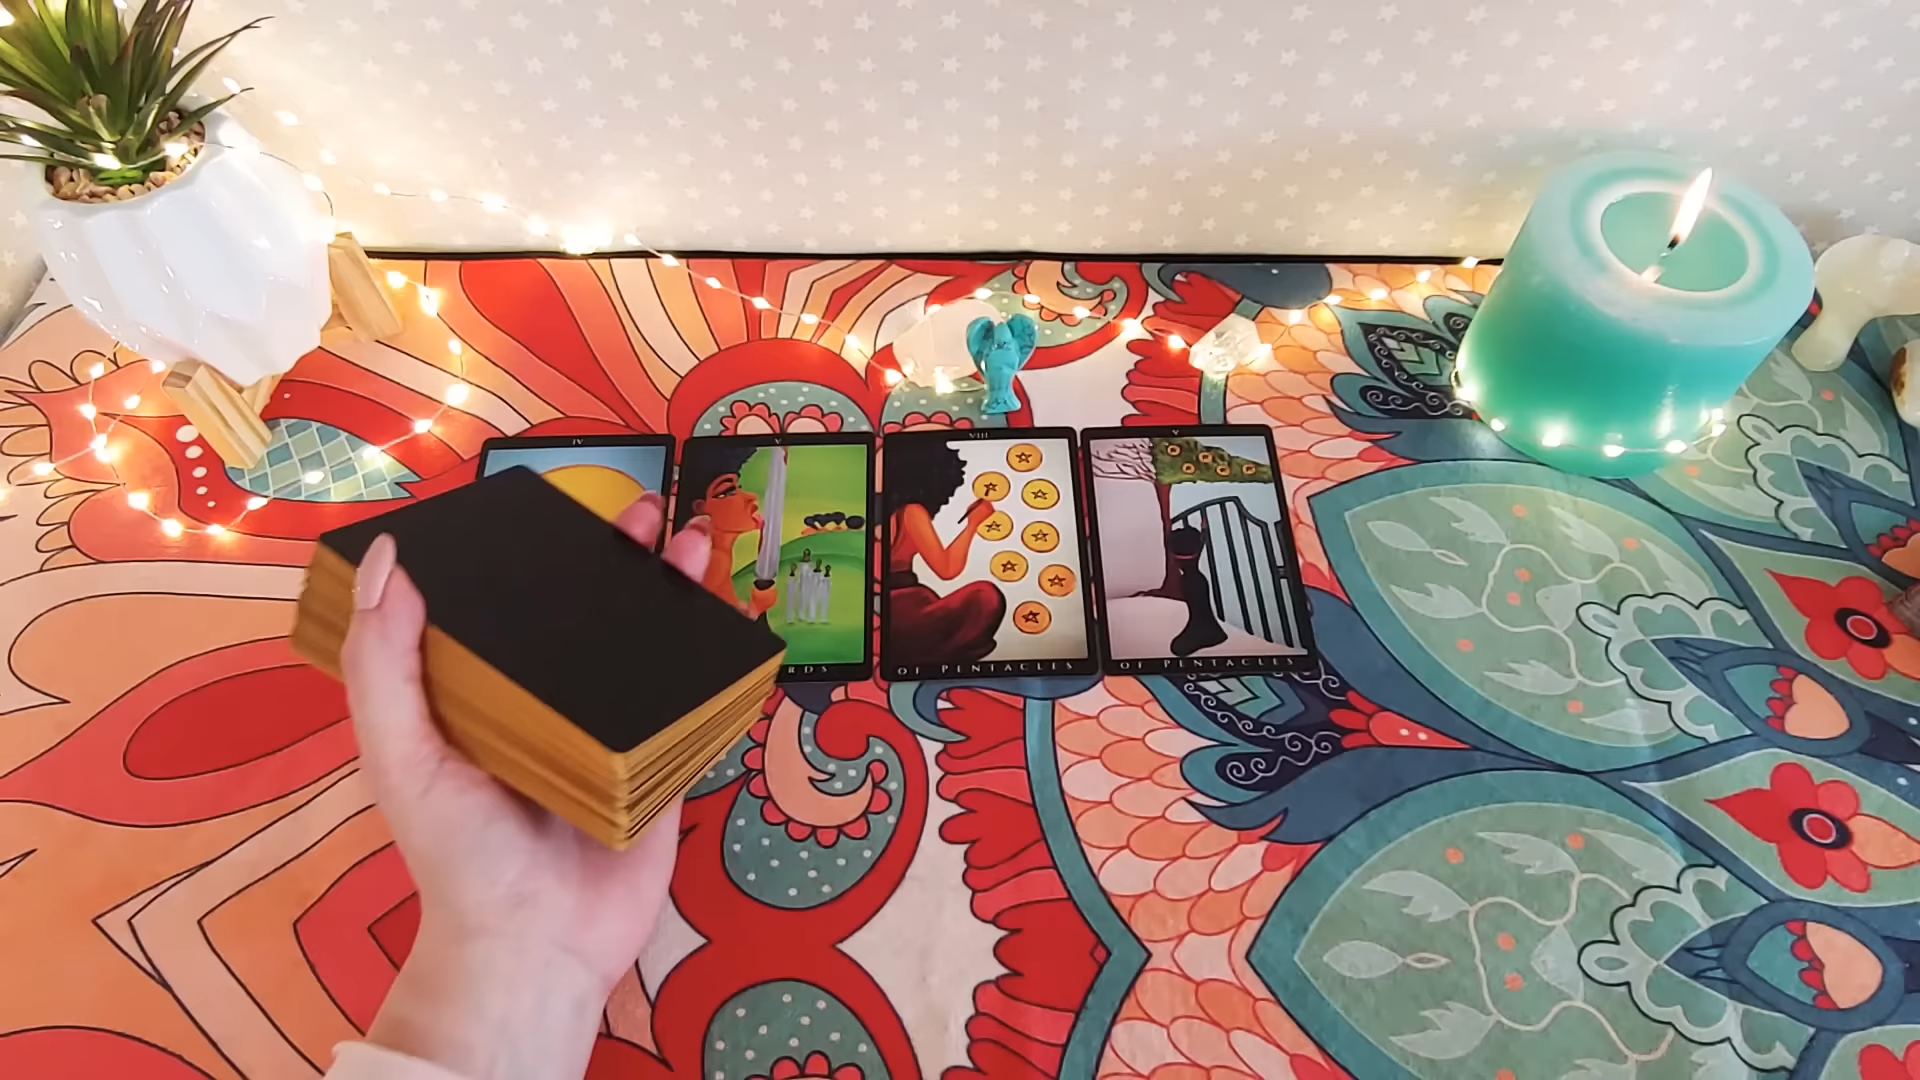 IV
V
VIII
V
RDS
OF PENTACLES
OF PENTACLES